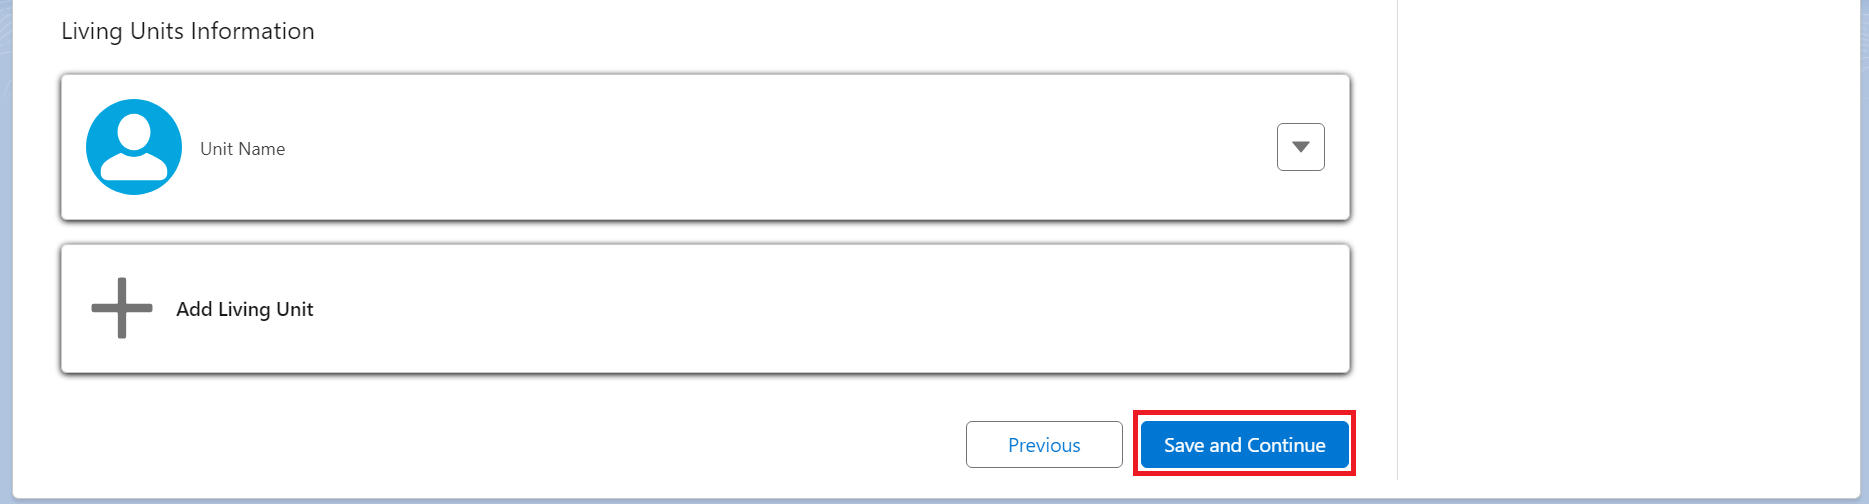 Living Units Information
Unit Name
Add Living Unit
Previous
Save and Continue